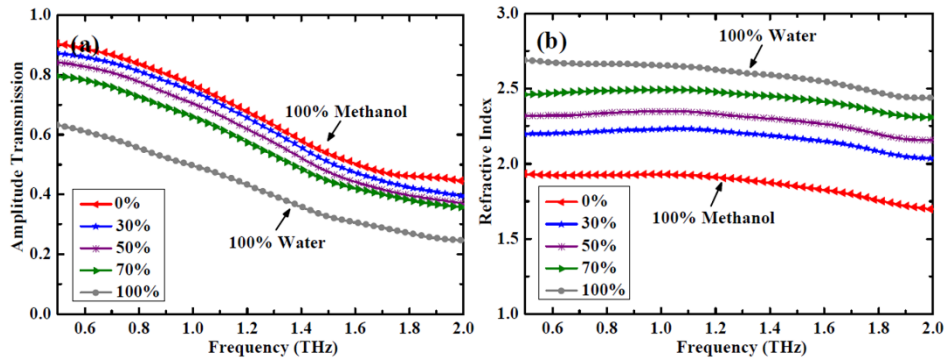 (a)
Amplitude Transmission
1.0
0.8
0.6
0.4
0.2
0.0
100% Methanol
100% Water
0%
30%
50%
70%
100%
0.6 0.8 1.0 1.2 1.4 1.6 1.8 2.0
Frequency (THz)
(b)
Refractive Index
3.0
2.5
2.0
1.5
1.0
100% Water
100% Methanol
0%
30%
50%
70%
100%
0.6 0.8 1.0 1.2 1.4 1.6 1.8 2.0
Frequency (THz)